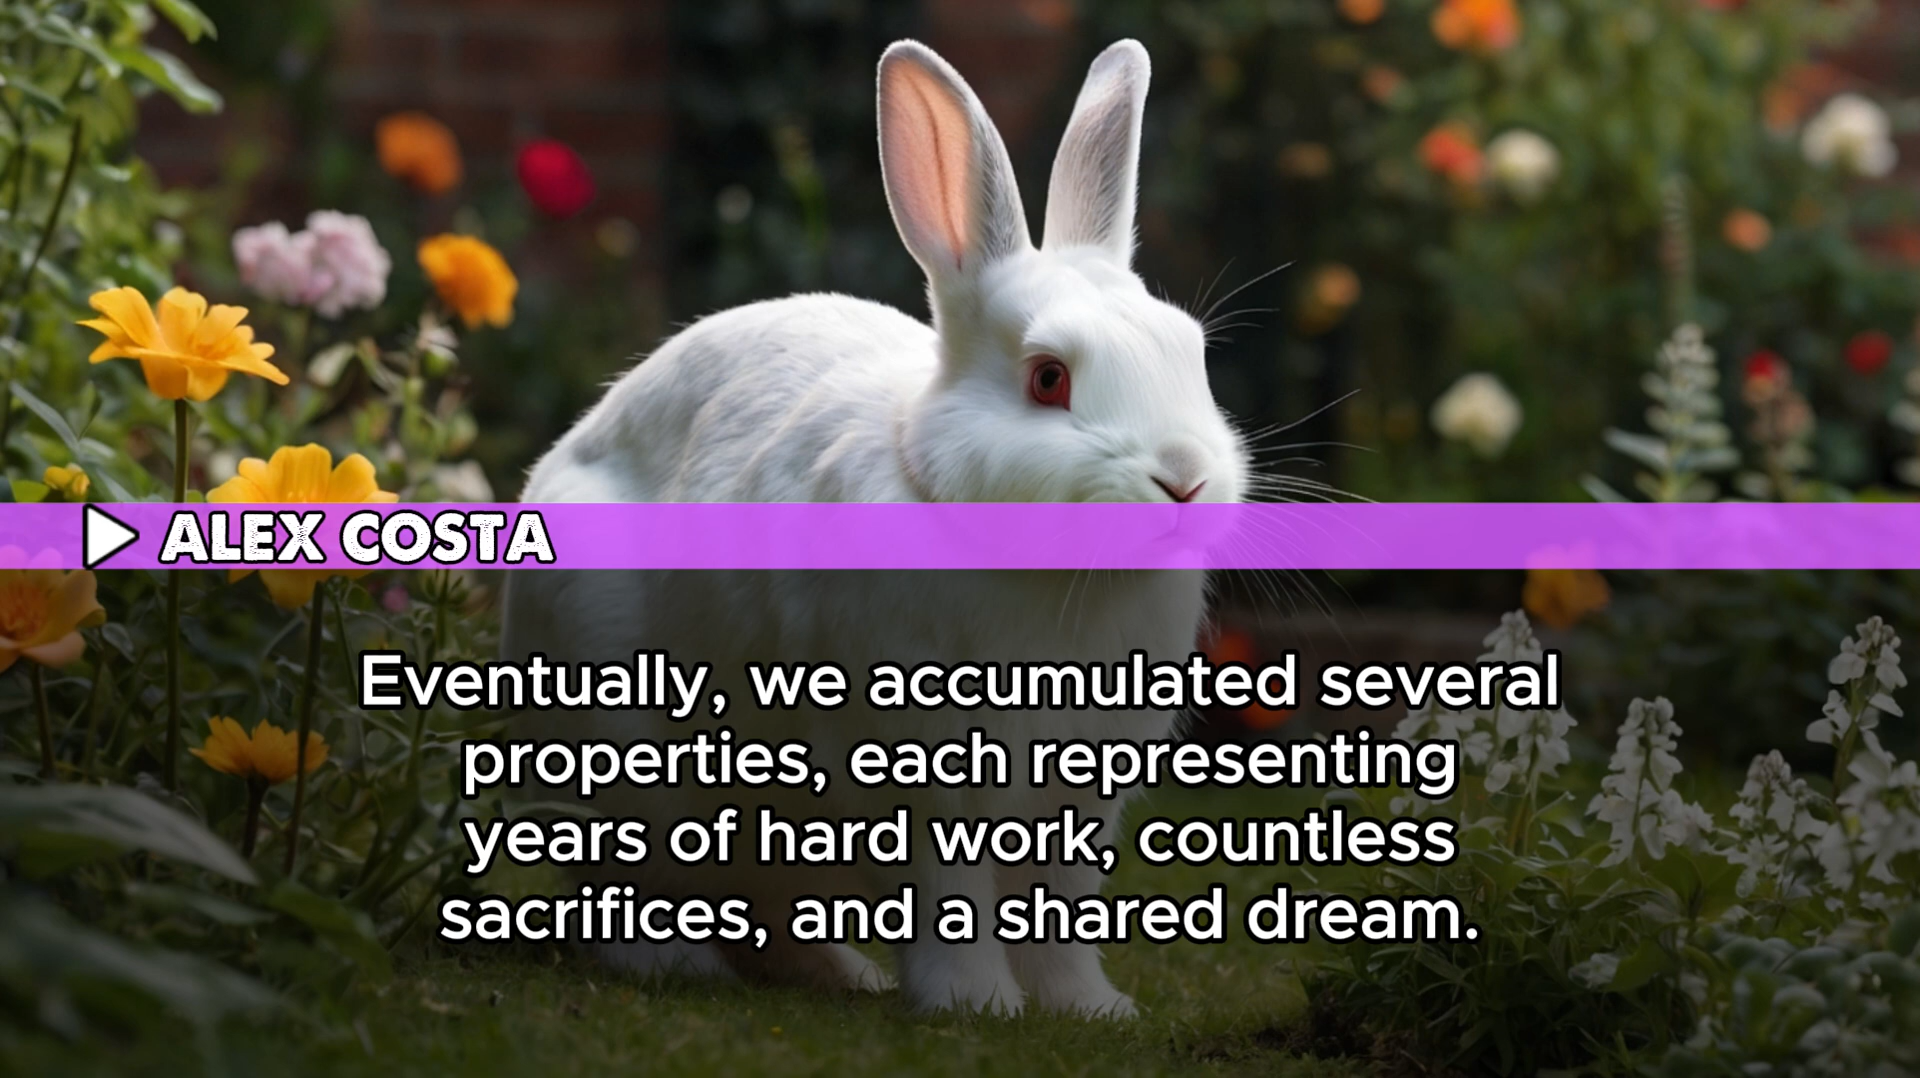 ALEX COSTA
Eventually, we accumulated several
properties, each representing
years of hard work, countless
sacrifices, and a shared dream.